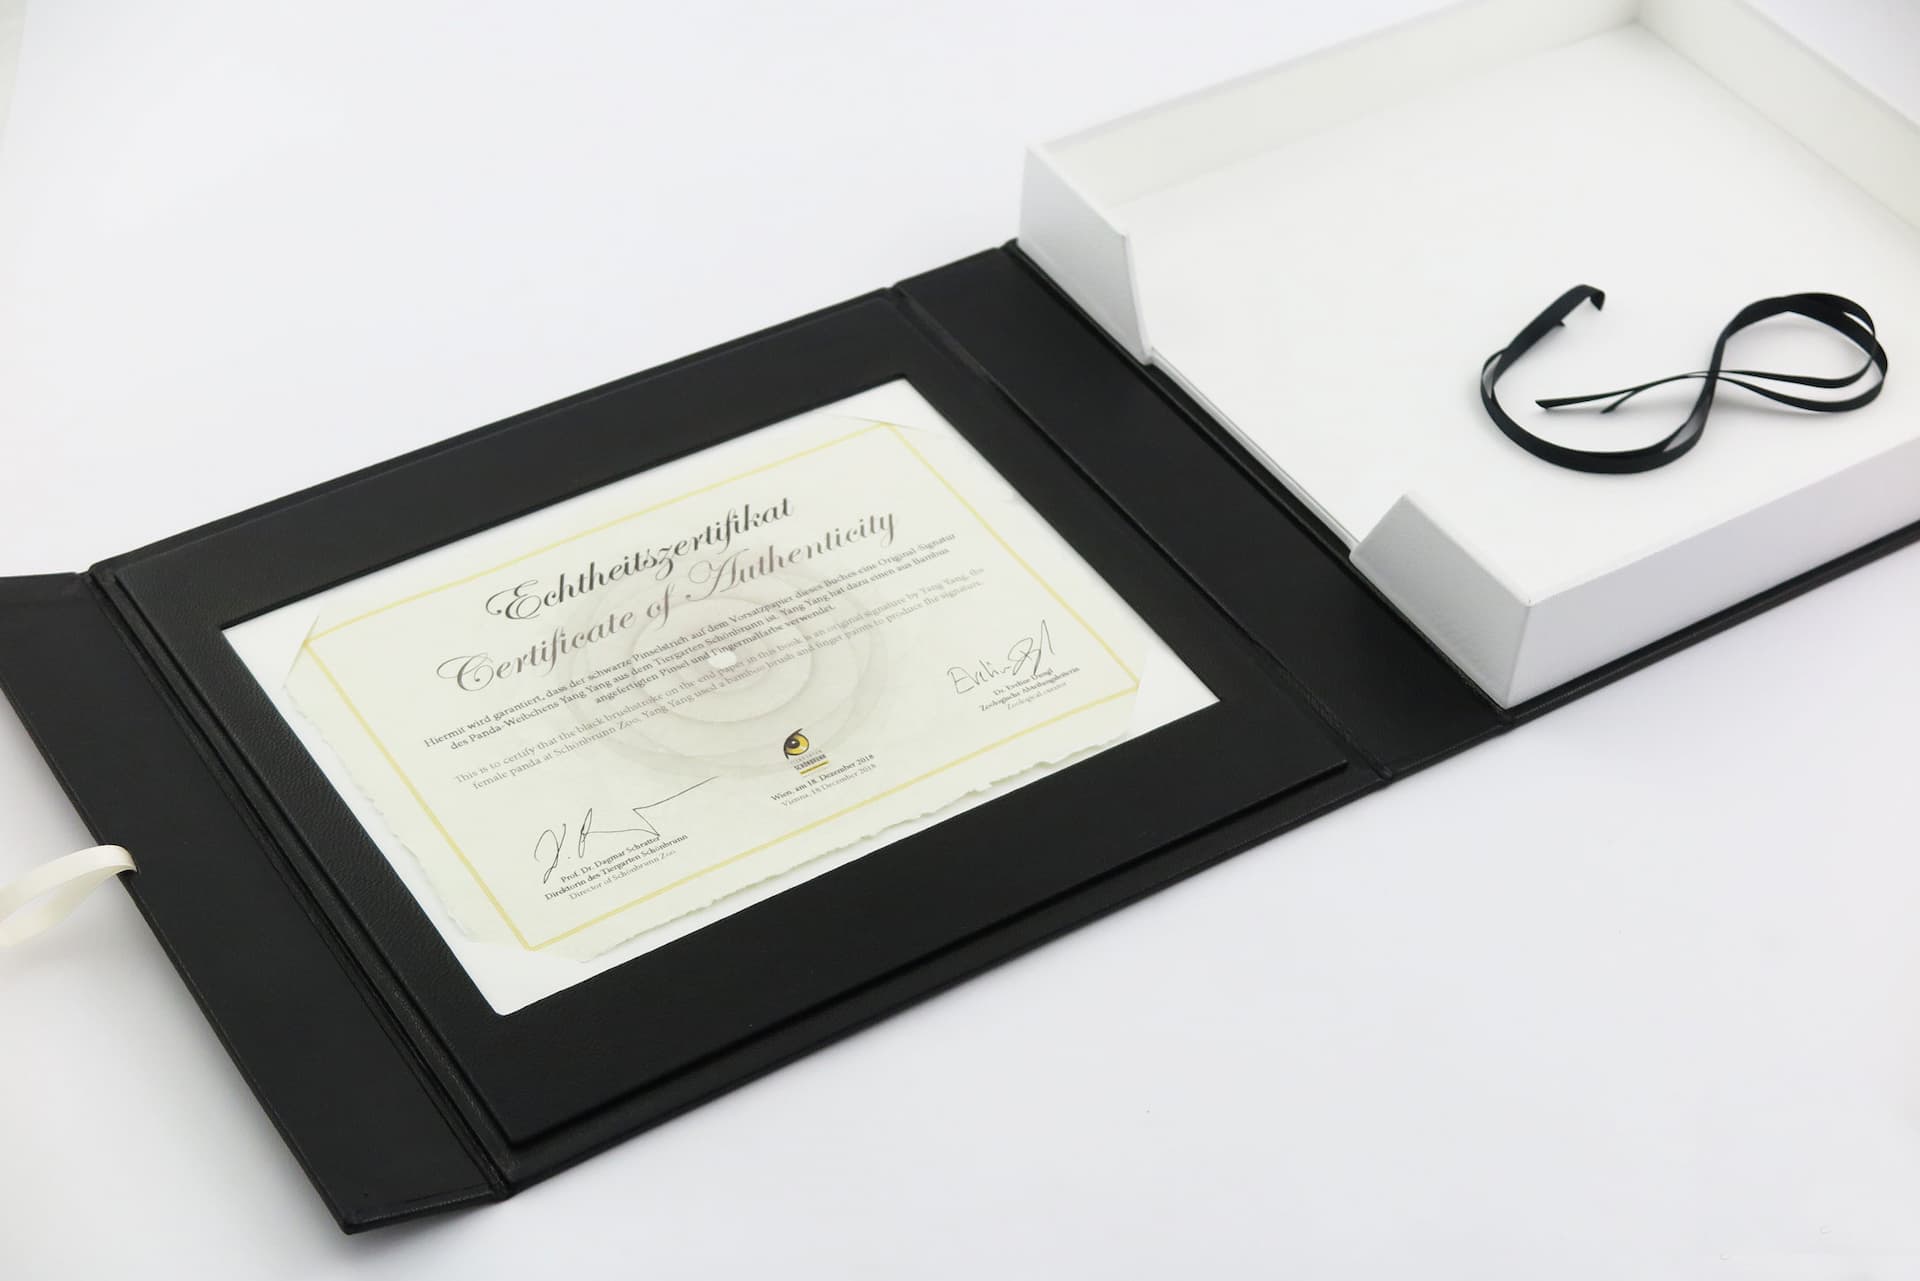 Echtheitszertifikat
Certificate of Authenticity
Hiermit wird garantiert, dass der schwarze Pinselstrich auf dem Vorsatzpapier dieses Buches eine Original-Signatur
des Panda-Weibchens Yang Yang aus dem Tiergarten Schönbrunn ist. Yang Yang hat dazu einen aus Bambus
angefertigten Pinsel und Fingermalfarbe verwendet.
This is to certify that the black brushstroke on the end paper in this book is an original signature by Yang Yang, the
female panda at Schönbrunn Zoo. Yang Yang used a bamboo brush and finger paints to produce the signature.
Dr. Eveline Dungl
Zoologische Abteilungsleiterin
Zoological curator
TIERGARTEN
SCHÖNBRUNN
Wien, am 18. Dezember 2018
Vienna, 18 December 2018
Prof. Dr. Dagmar Schratter
Direktorin des Tiergarten Schönbrunn
Director of Schönbrunn Zoo